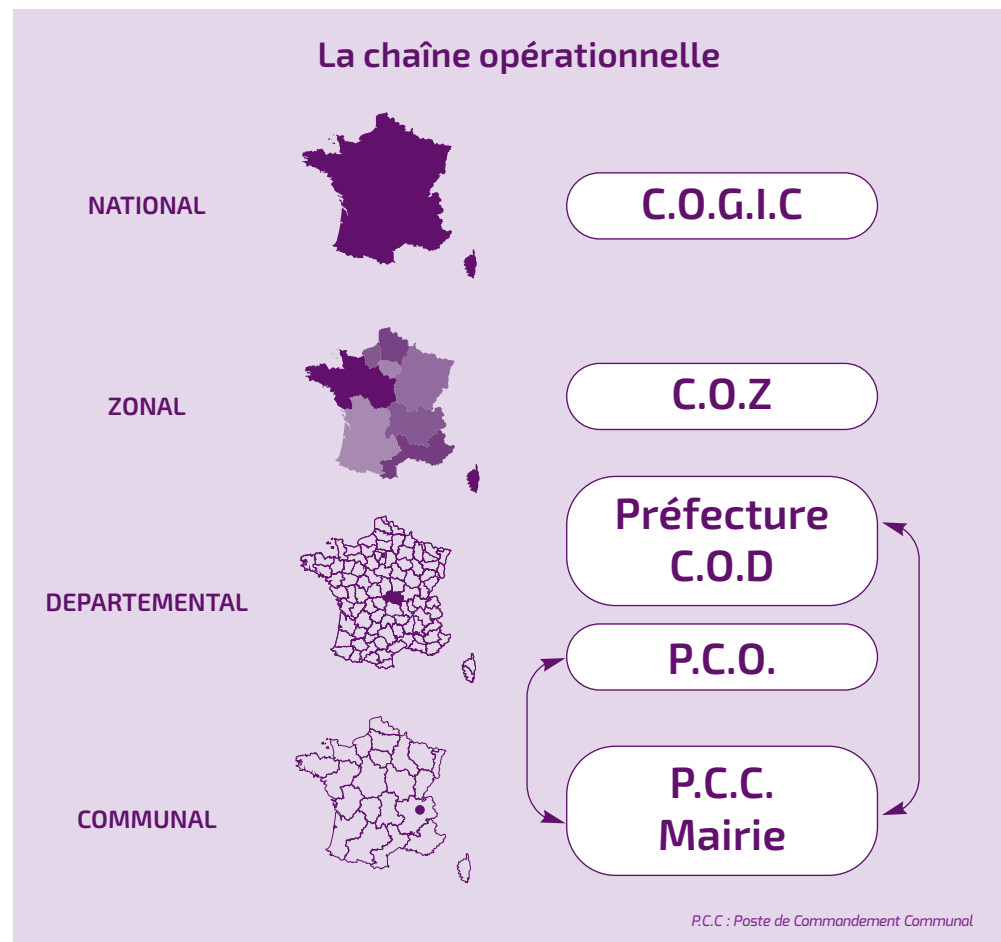 La chaîne opérationnelle
NATIONAL
C.O.G.I.C
ZONAL
C.O.Z
DEPARTEMENTAL
Préfecture
C.O.D
P.C.O.
COMMUNAL
P.C.C.
Mairie
P.C.C : Poste de Commandement Communal